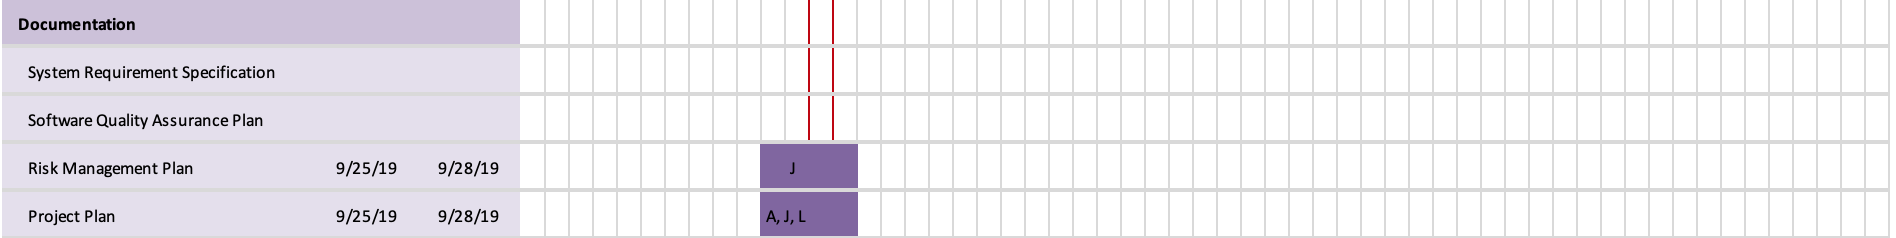 Documentation
System Requirement Specification
Software Quality Assurance Plan
Risk Management Plan 9/25/19 9/28/19 J
Project Plan 9/25/19 9/28/19 A, J, L